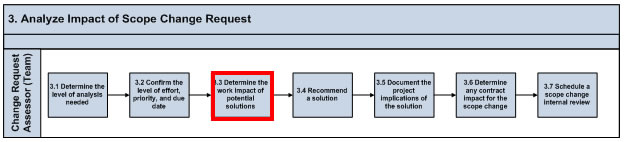 3. Analyze Impact of Scope Change Request
Change Request
Assessor (Team)
3.1 Determine the
level of analysis
needed
3.2 Confirm the
level of effort,
priority, and due
date
3.3 Determine the
work impact of
potential
solutions
3.4 Recommend
a solution
3.5 Document the
project
implications of
the solution
3.6 Determine
any contract
impact for the
scope change
3.7 Schedule a
scope change
internal review